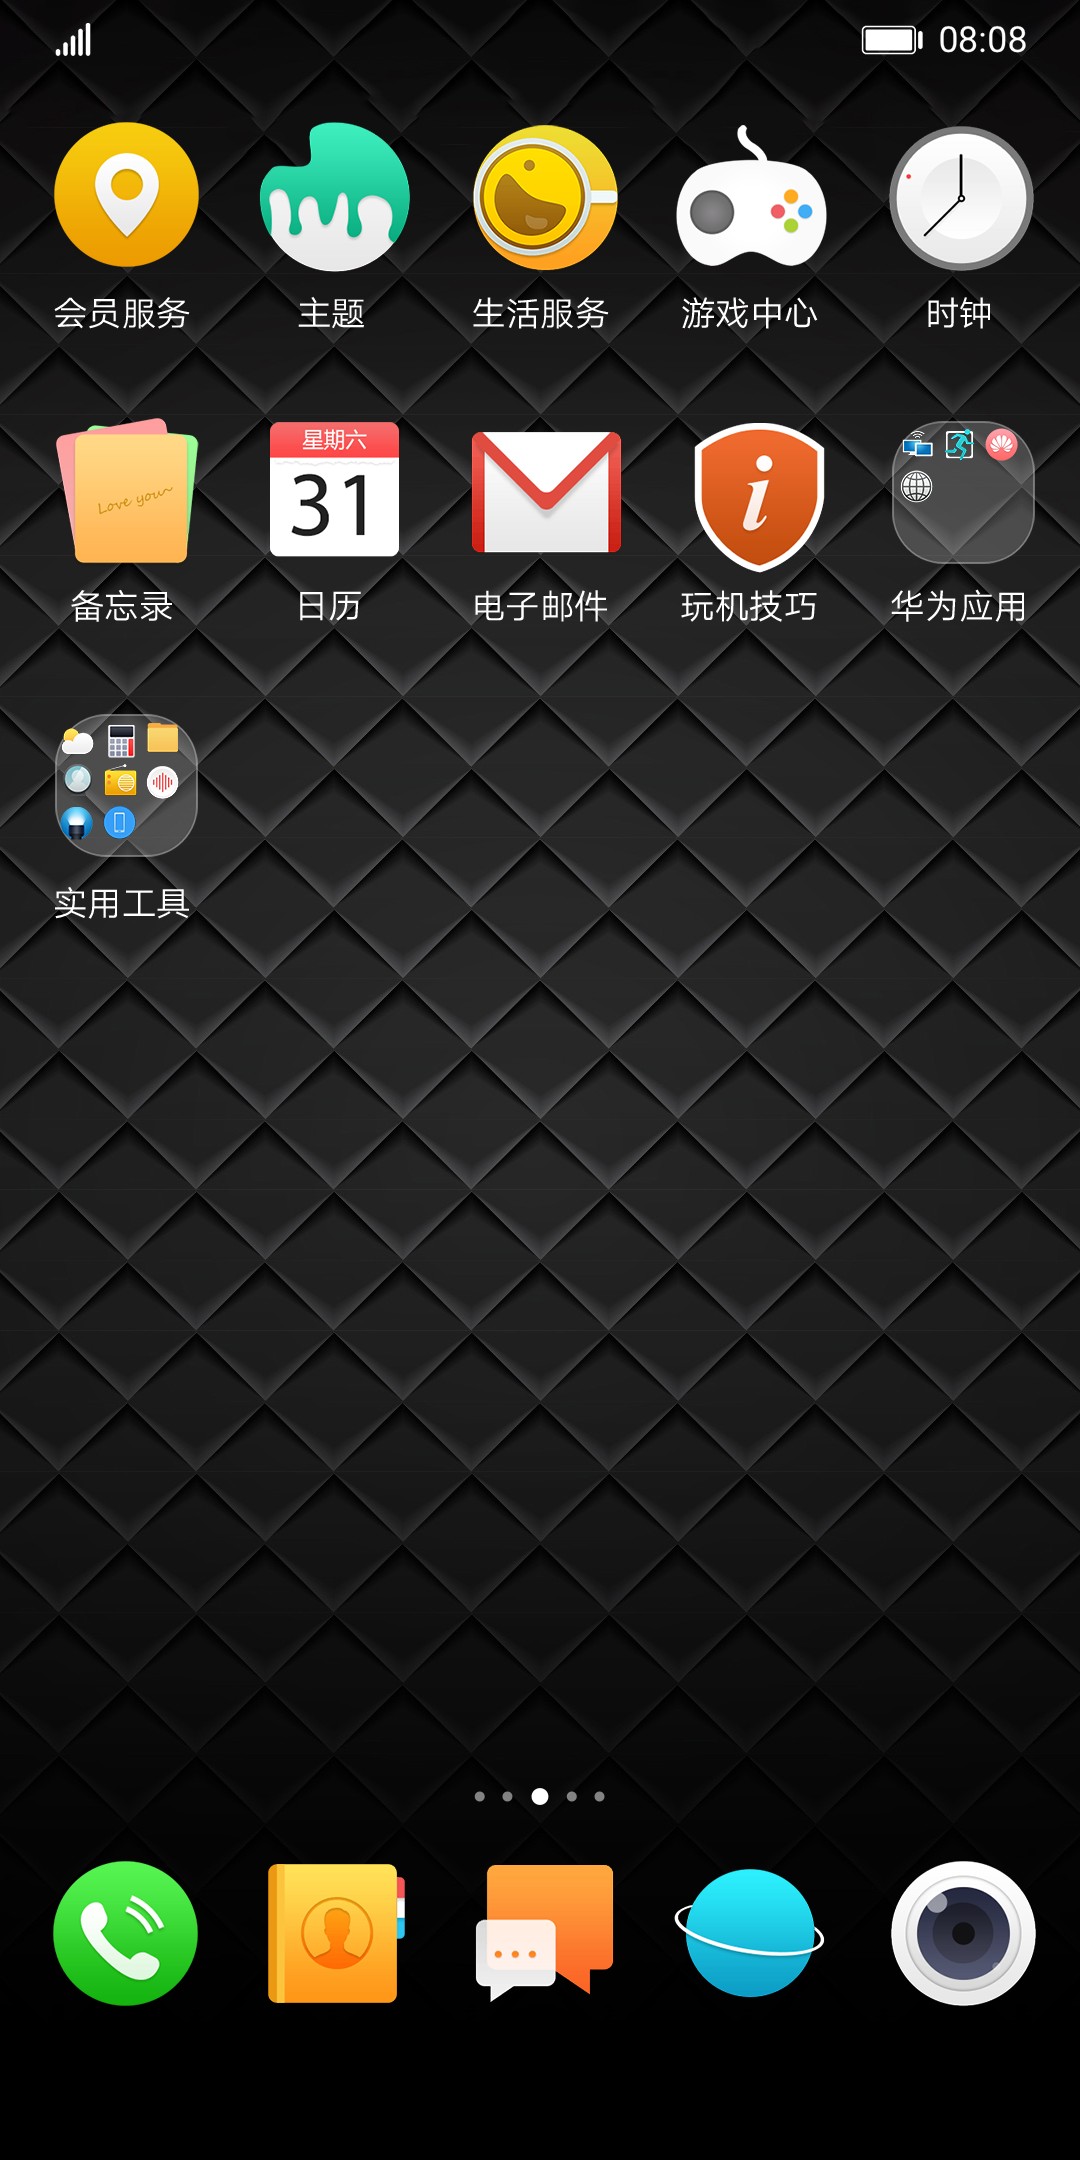 08:08
会员服务
主题
生活服务
游戏中心
时钟
Love you~
星期六
31
i
备忘录
日历
电子邮件
玩机技巧
华为应用
实用工具